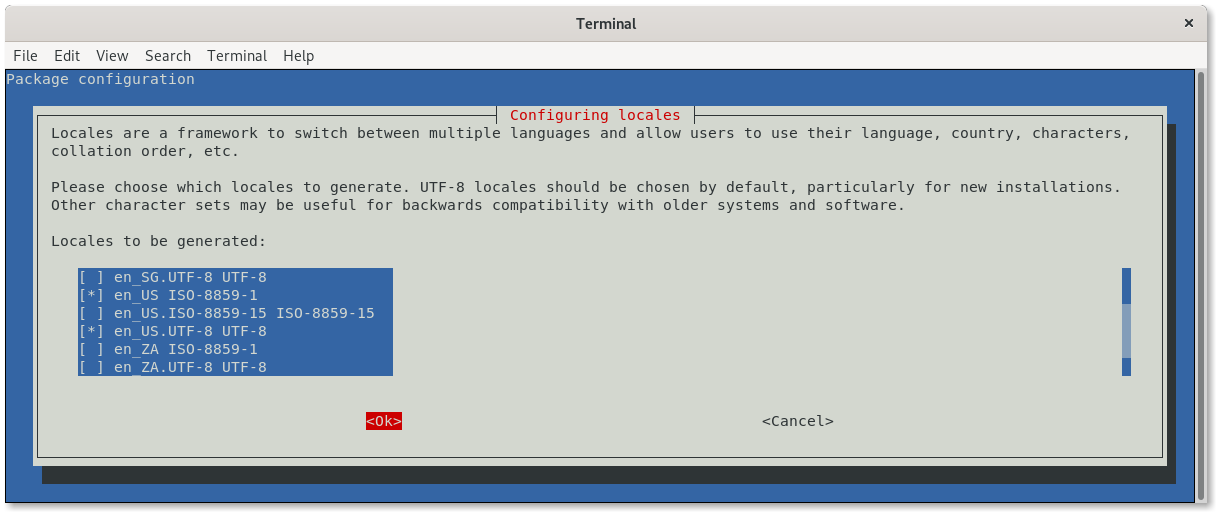 Terminal
×
File Edit View Search Terminal Help
Package configuration
Configuring locales
Locales are a framework to switch between multiple languages and allow users to use their language, country, characters,
collation order, etc.
Please choose which locales to generate. UTF-8 locales should be chosen by default, particularly for new installations.
Other character sets may be useful for backwards compatibility with older systems and software.
Locales to be generated:
[ ] en_SG.UTF-8 UTF-8
[*] en_US ISO-8859-1
[ ] en_US.ISO-8859-15 ISO-8859-15
[*] en_US.UTF-8 UTF-8
[ ] en_ZA ISO-8859-1
[ ] en_ZA.UTF-8 UTF-8
<Ok> <Cancel>